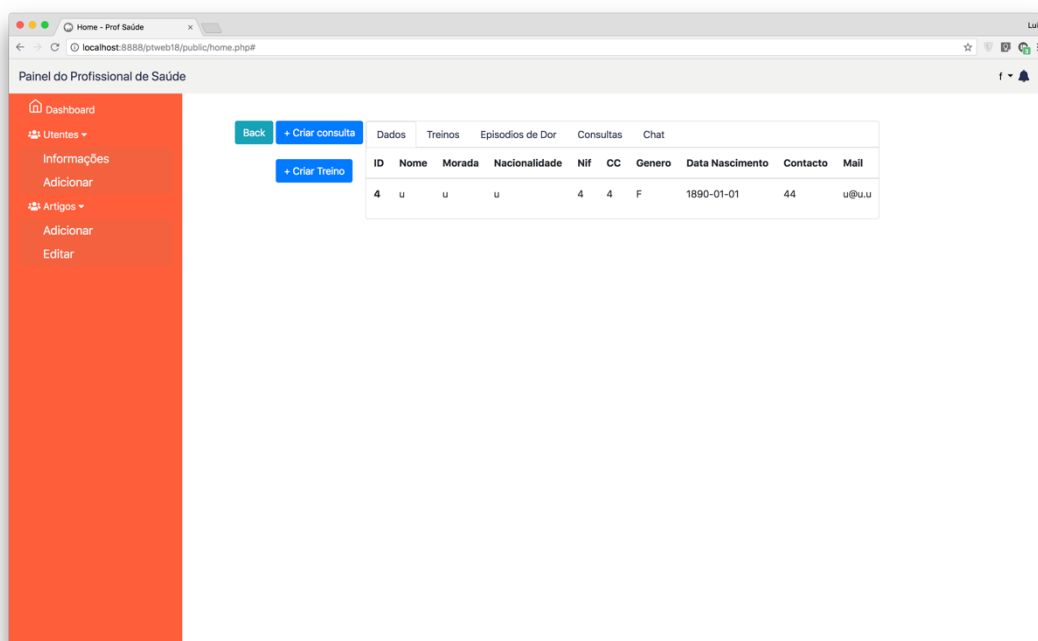 Home - Prof Saúde
Lui
localhost:8888/ptweb18/public/home.php#
Painel do Profissional de Saúde
f
Dashboard
Utentes
Informações
Adicionar
Artigos
Adicionar
Editar
Back
+ Criar consulta
+ Criar Treino
Dados Treinos Episodios de Dor Consultas Chat
ID Nome Morada Nacionalidade Nif CC Genero Data Nascimento Contacto Mail
4 u u u 4 4 F 1890-01-01 44 u@u.u